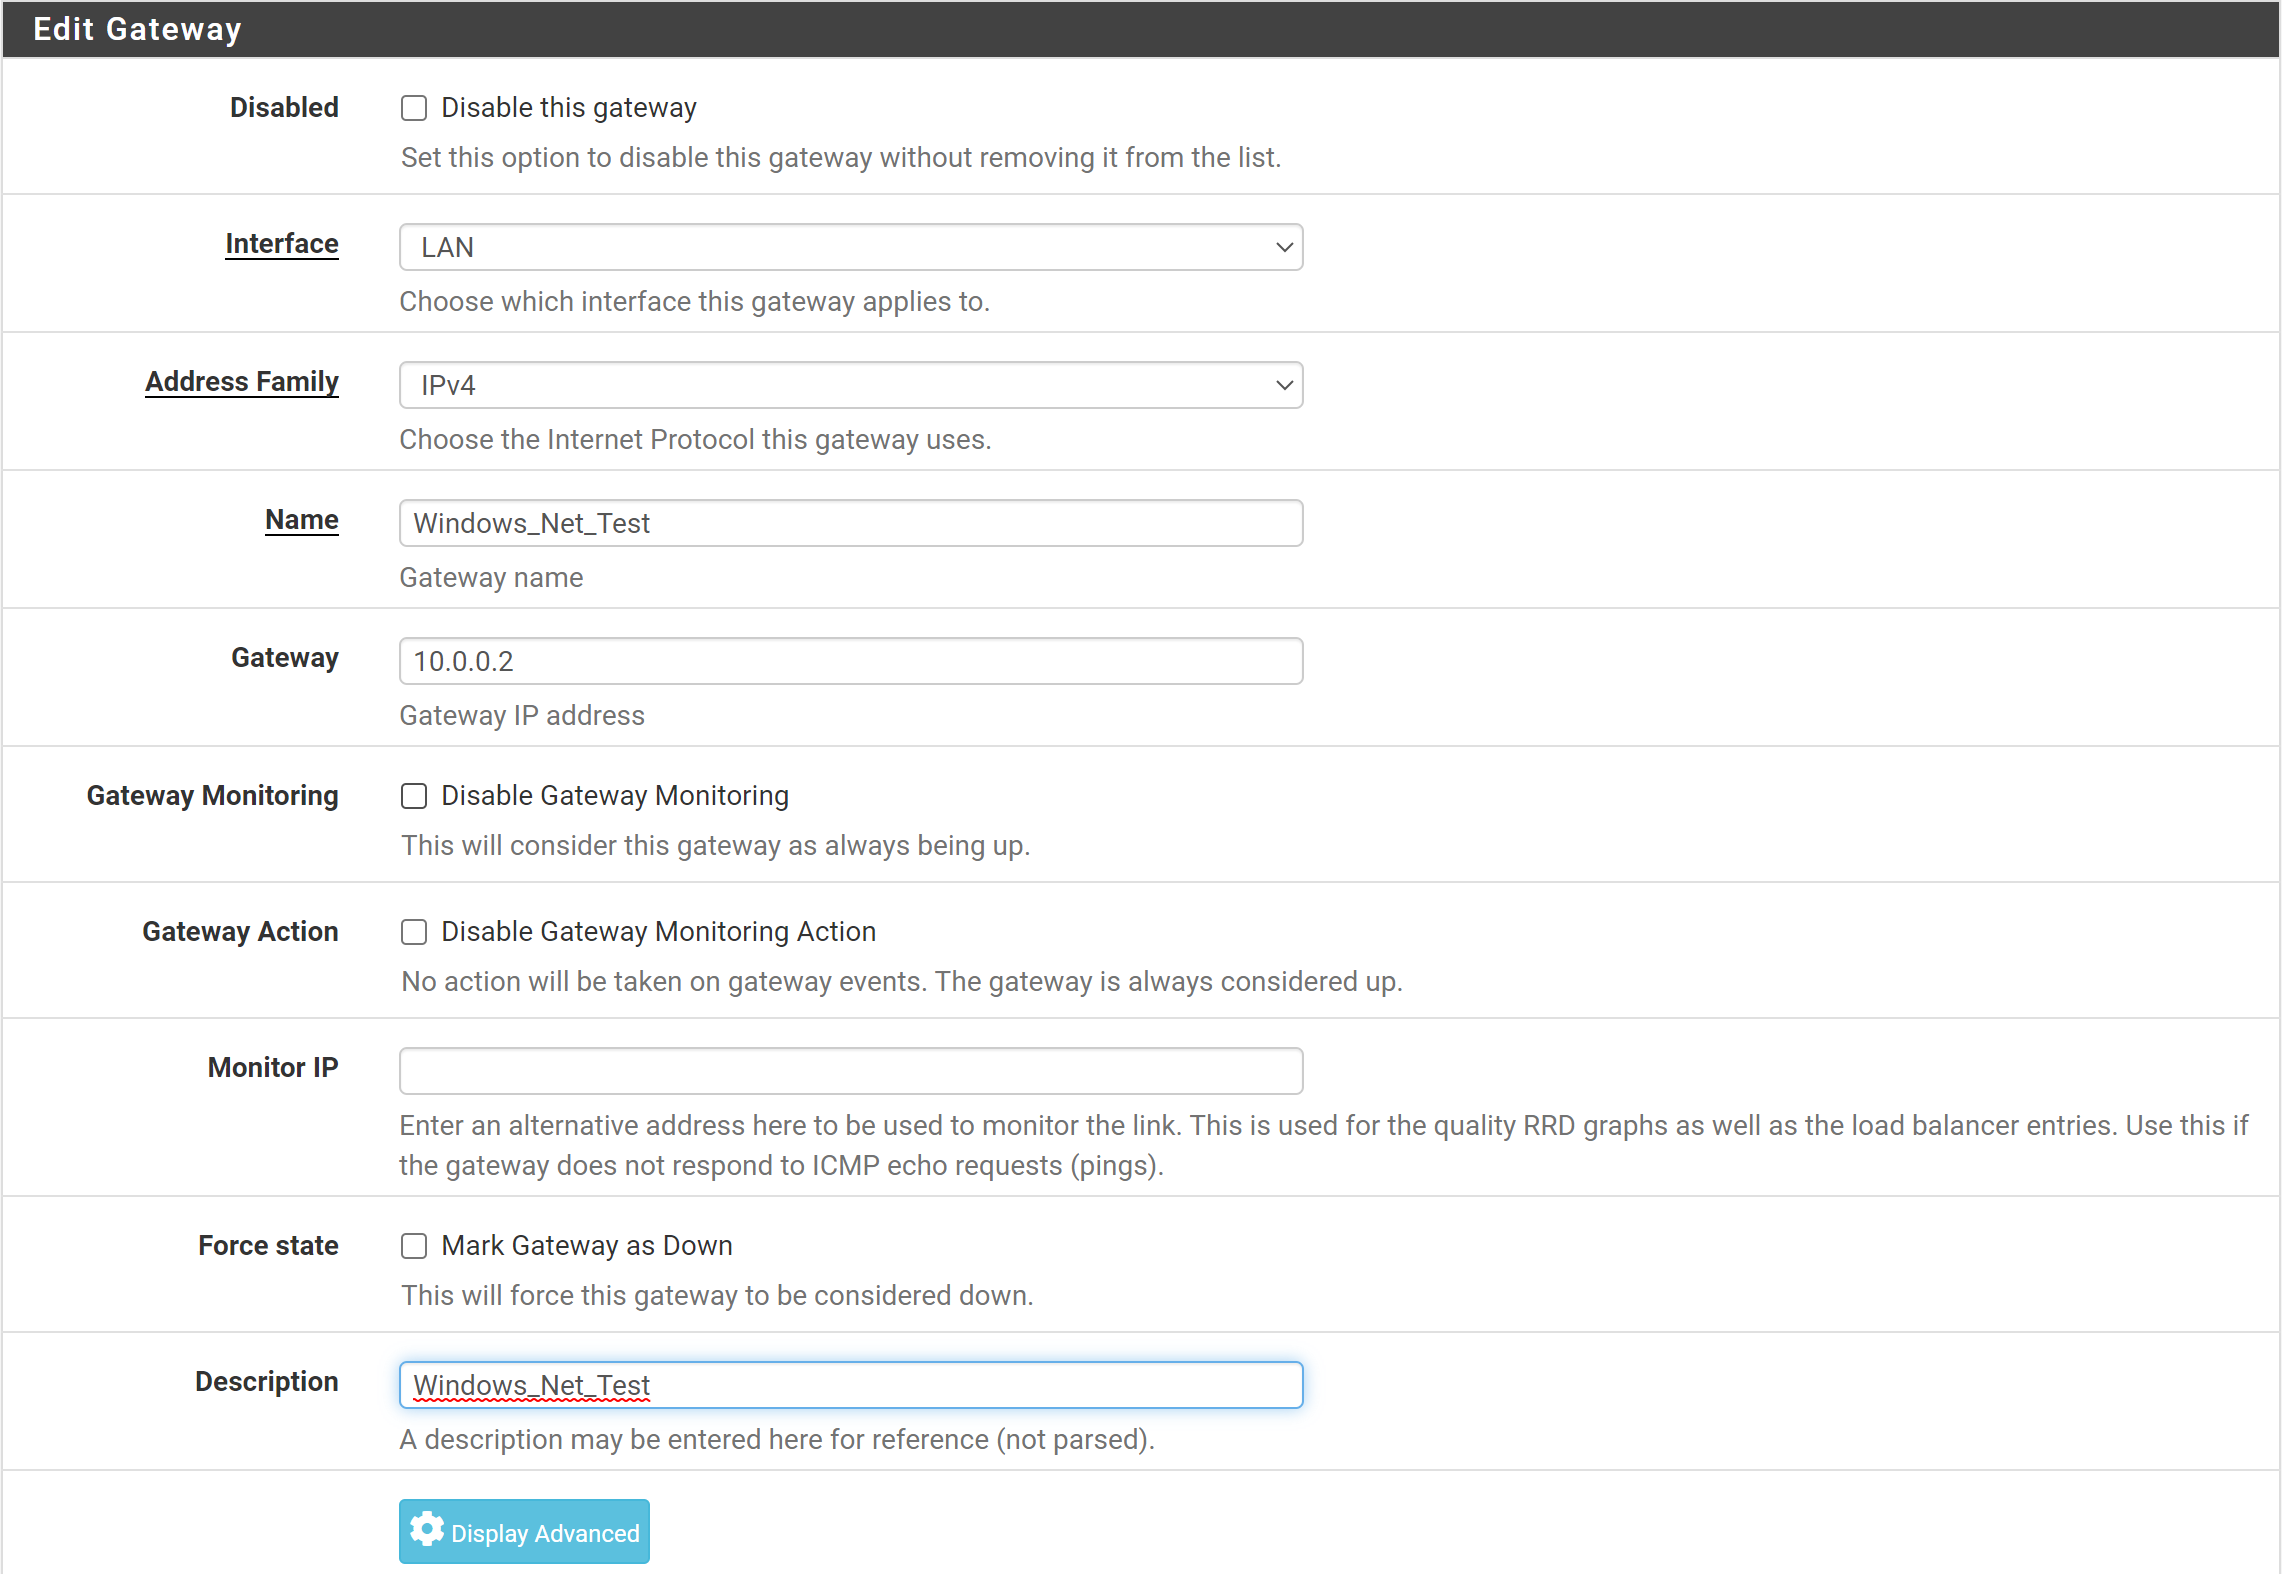 Edit Gateway
Disabled
Disable this gateway
Set this option to disable this gateway without removing it from the list.
Interface
LAN
Choose which interface this gateway applies to.
Address Family
IPv4
Choose the Internet Protocol this gateway uses.
Name
Windows_Net_Test
Gateway name
Gateway
10.0.0.2
Gateway IP address
Gateway Monitoring
Disable Gateway Monitoring
This will consider this gateway as always being up.
Gateway Action
Disable Gateway Monitoring Action
No action will be taken on gateway events. The gateway is always considered up.
Monitor IP
Enter an alternative address here to be used to monitor the link. This is used for the quality RRD graphs as well as the load balancer entries. Use this if
the gateway does not respond to ICMP echo requests (pings).
Force state
Mark Gateway as Down
This will force this gateway to be considered down.
Description
Windows_Net_Test
A description may be entered here for reference (not parsed).
Display Advanced